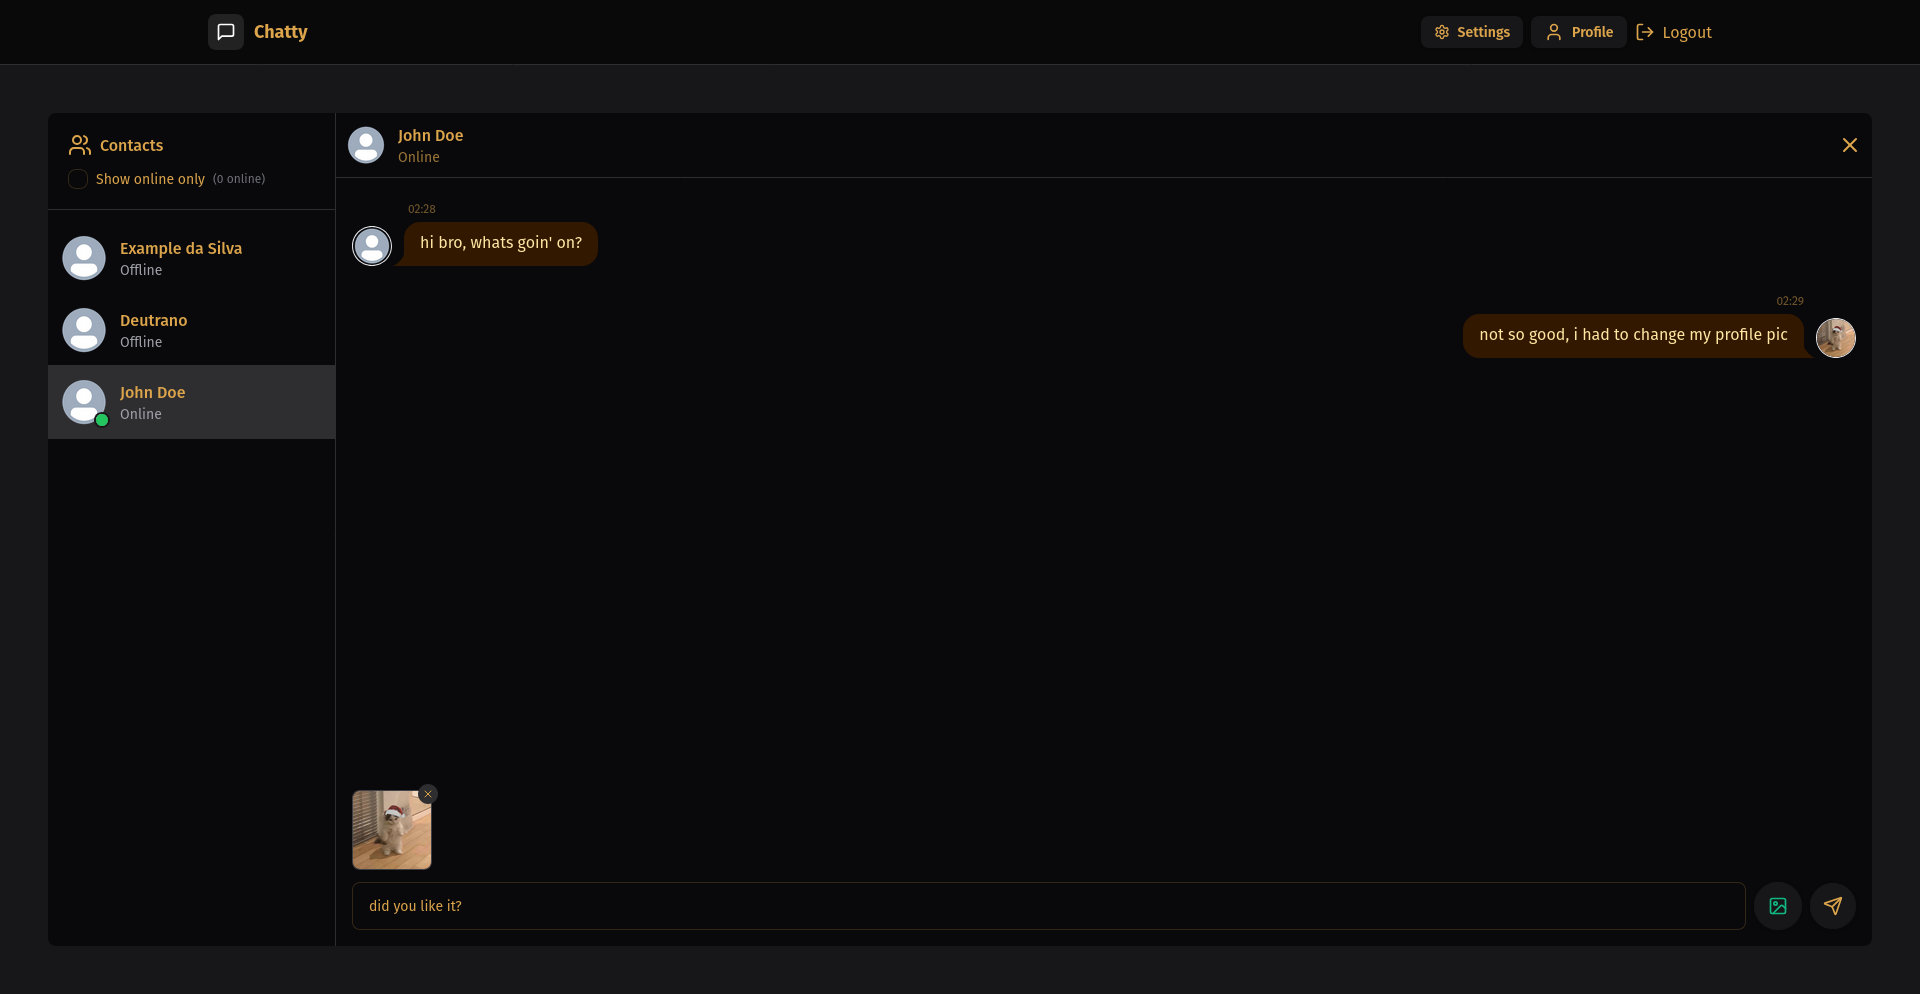 Chatty
Settings
Profile
Logout
Contacts
Show online only (0 online)
Example da Silva
Offline
Deutrano
Offline
John Doe
Online
John Doe
Online
02:28
hi bro, whats goin' on?
02:29
not so good, i had to change my profile pic
did you like it?